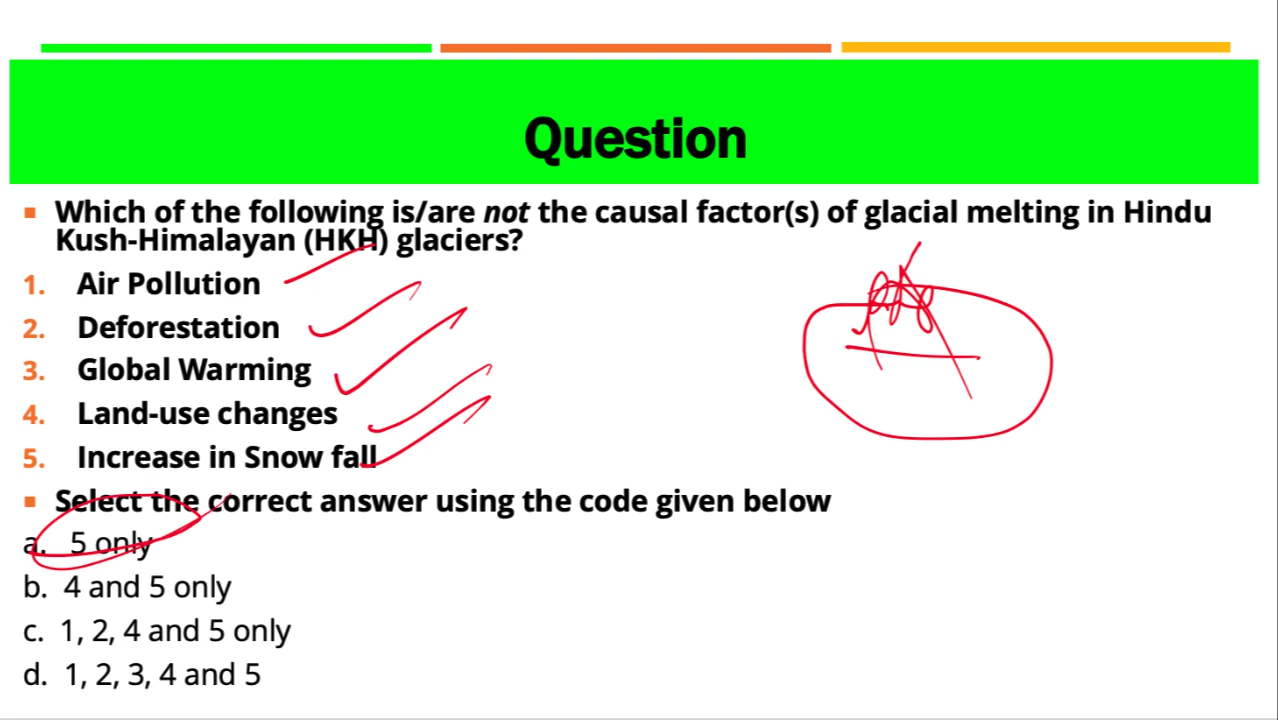 Question
▪ Which of the following is/are not the causal factor(s) of glacial melting in Hindu
Kush-Himalayan (HKH) glaciers?
1. Air Pollution
2. Deforestation
3. Global Warming
4. Land-use changes
5. Increase in Snow fall
▪ Select the correct answer using the code given below
a. 5 only
b. 4 and 5 only
c. 1, 2, 4 and 5 only
d. 1, 2, 3, 4 and 5